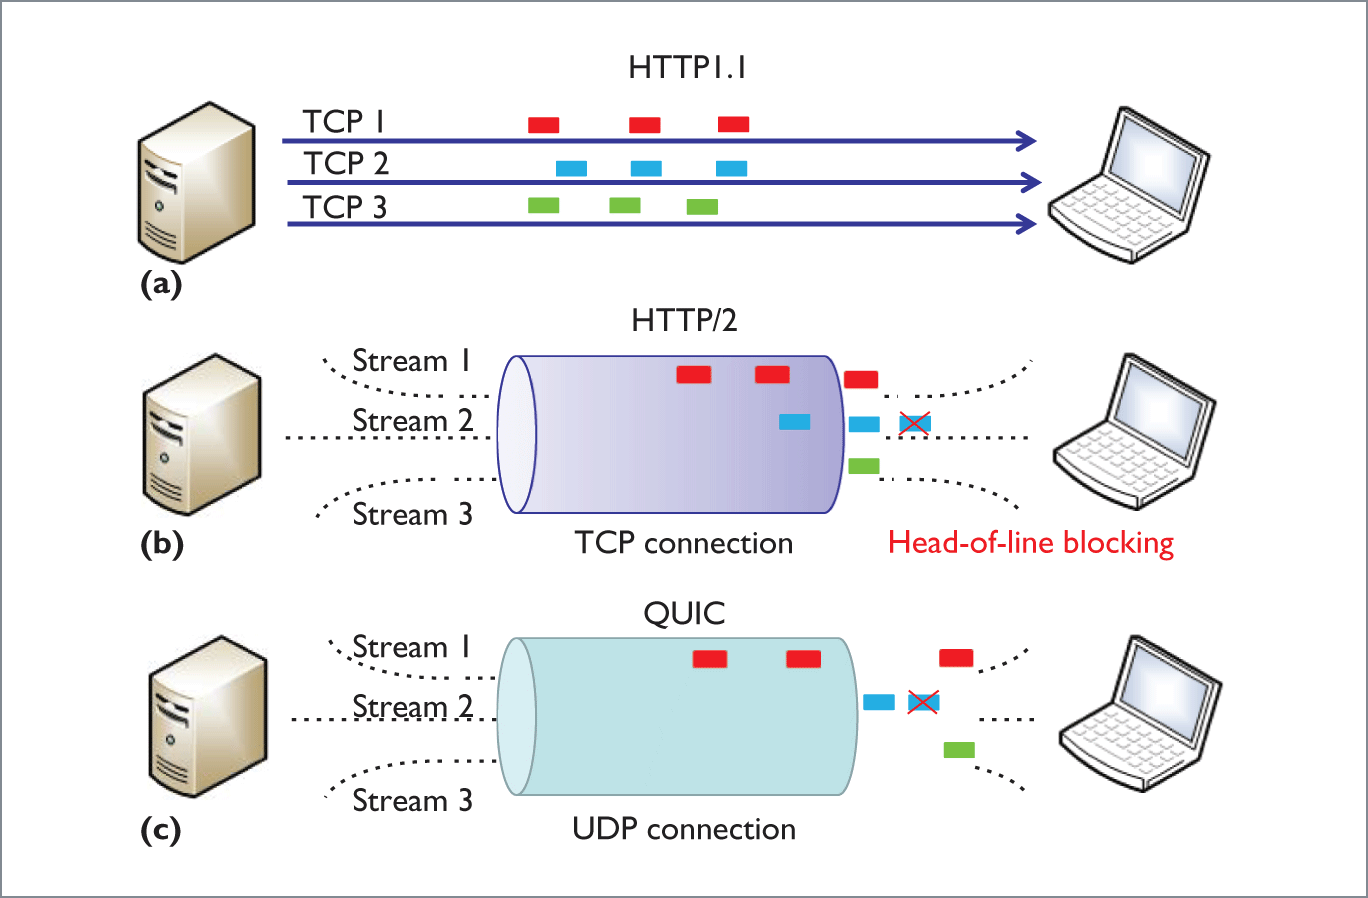 HTTP1.1
TCP 1
TCP 2
TCP 3
(a)
HTTP/2
Stream 1
Stream 2
Stream 3
(b)
TCP connection
Head-of-line blocking
QUIC
Stream 1
Stream 2
Stream 3
(c)
UDP connection